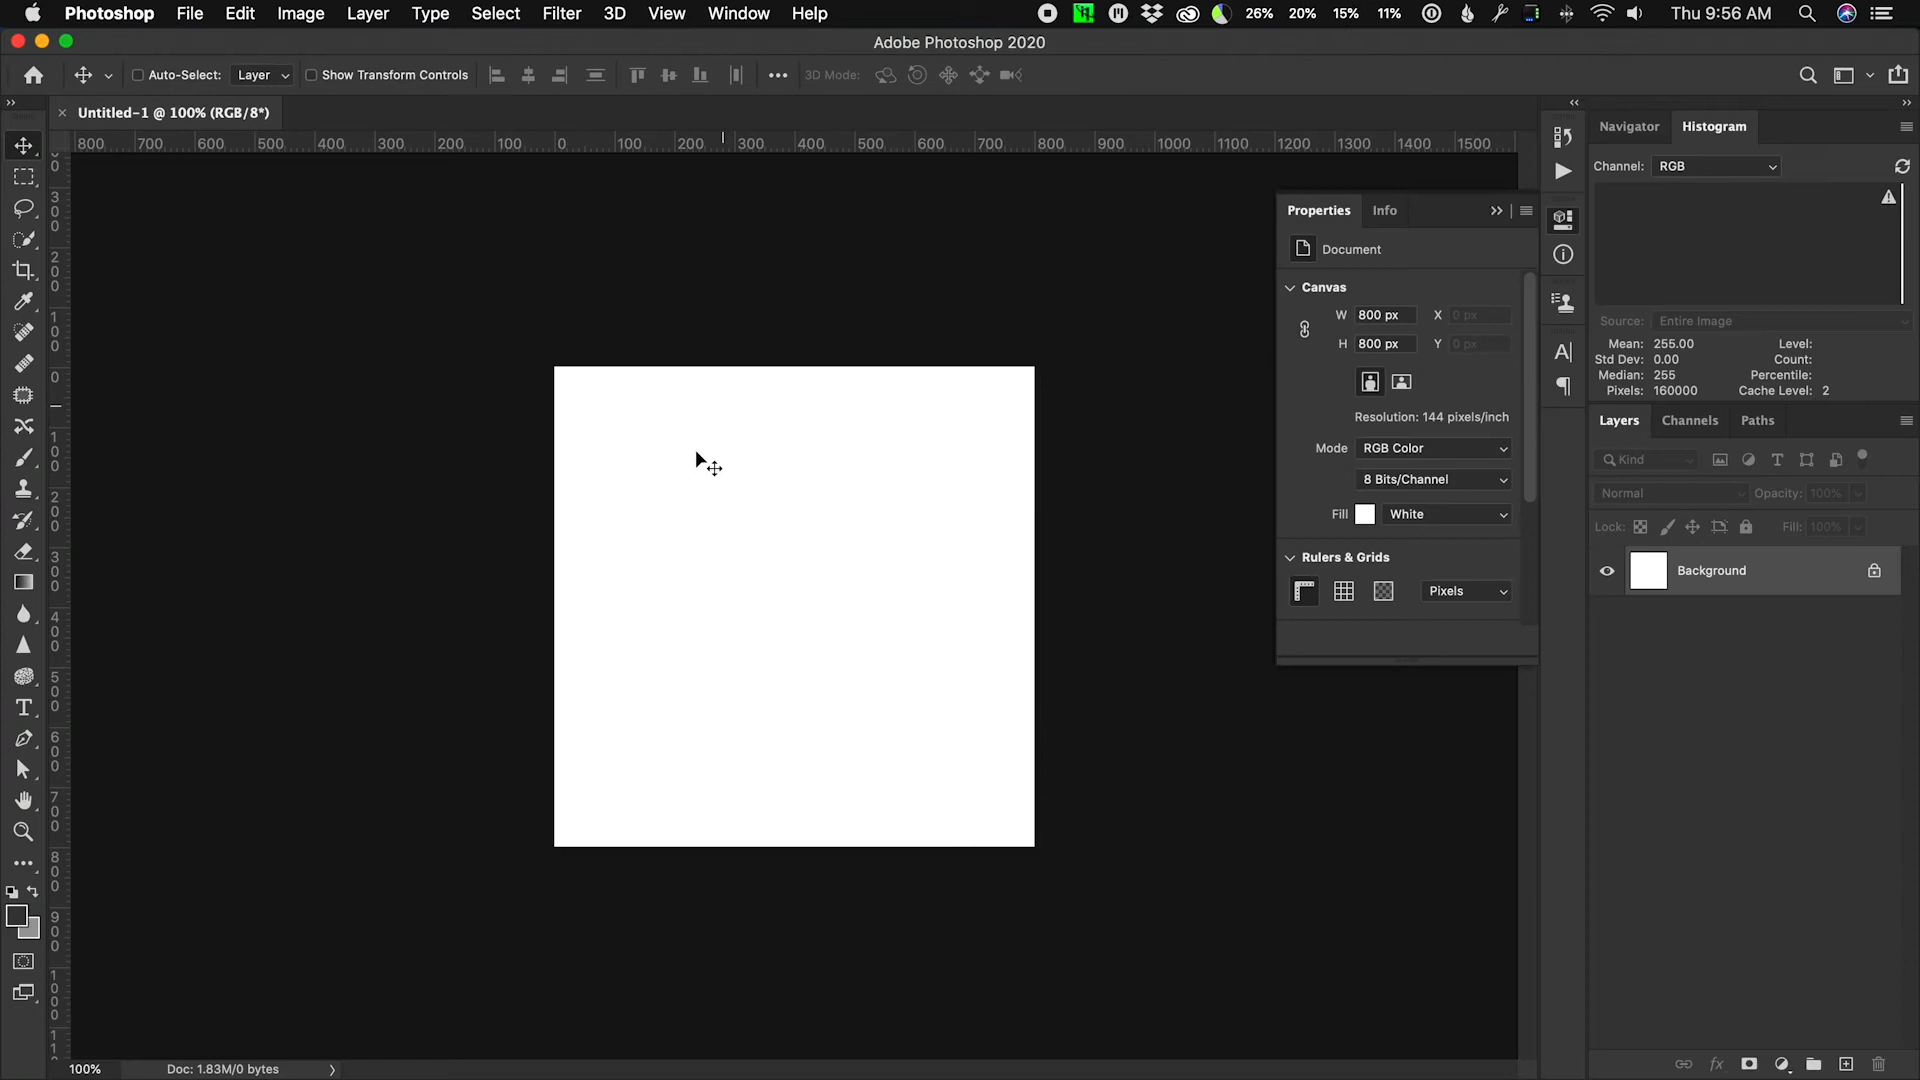 Photoshop File Edit Image Layer Type Select Filter 3D View Window Help 26% 20% 15% 11% Thu 9:56 AM
Adobe Photoshop 2020
Auto-Select: Layer Show Transform Controls 3D Mode:
Untitled-1 @ 100% (RGB/8*)
800 700 600 500 400 300 200 100 0 100 200 300 400 500 600 700 800 900 1000 1100 1200 1300 1400 1500
0
300
200
100
0
100
200
300
400
500
600
700
800
900
1000
11
Properties Info
Document
Canvas
W 800 px X 0 px
H 800 px Y 0 px
Resolution: 144 pixels/inch
Mode RGB Color
8 Bits/Channel
Fill White
Rulers & Grids
Pixels
Navigator Histogram
Channel: RGB
Source: Entire Image
Mean: 255.00 Level:
Std Dev: 0.00 Count:
Median: 255 Percentile:
Pixels: 160000 Cache Level: 2
Layers Channels Paths
Kind
Normal Opacity: 100%
Lock: Fill: 100%
Background
100% Doc: 1.83M/0 bytes